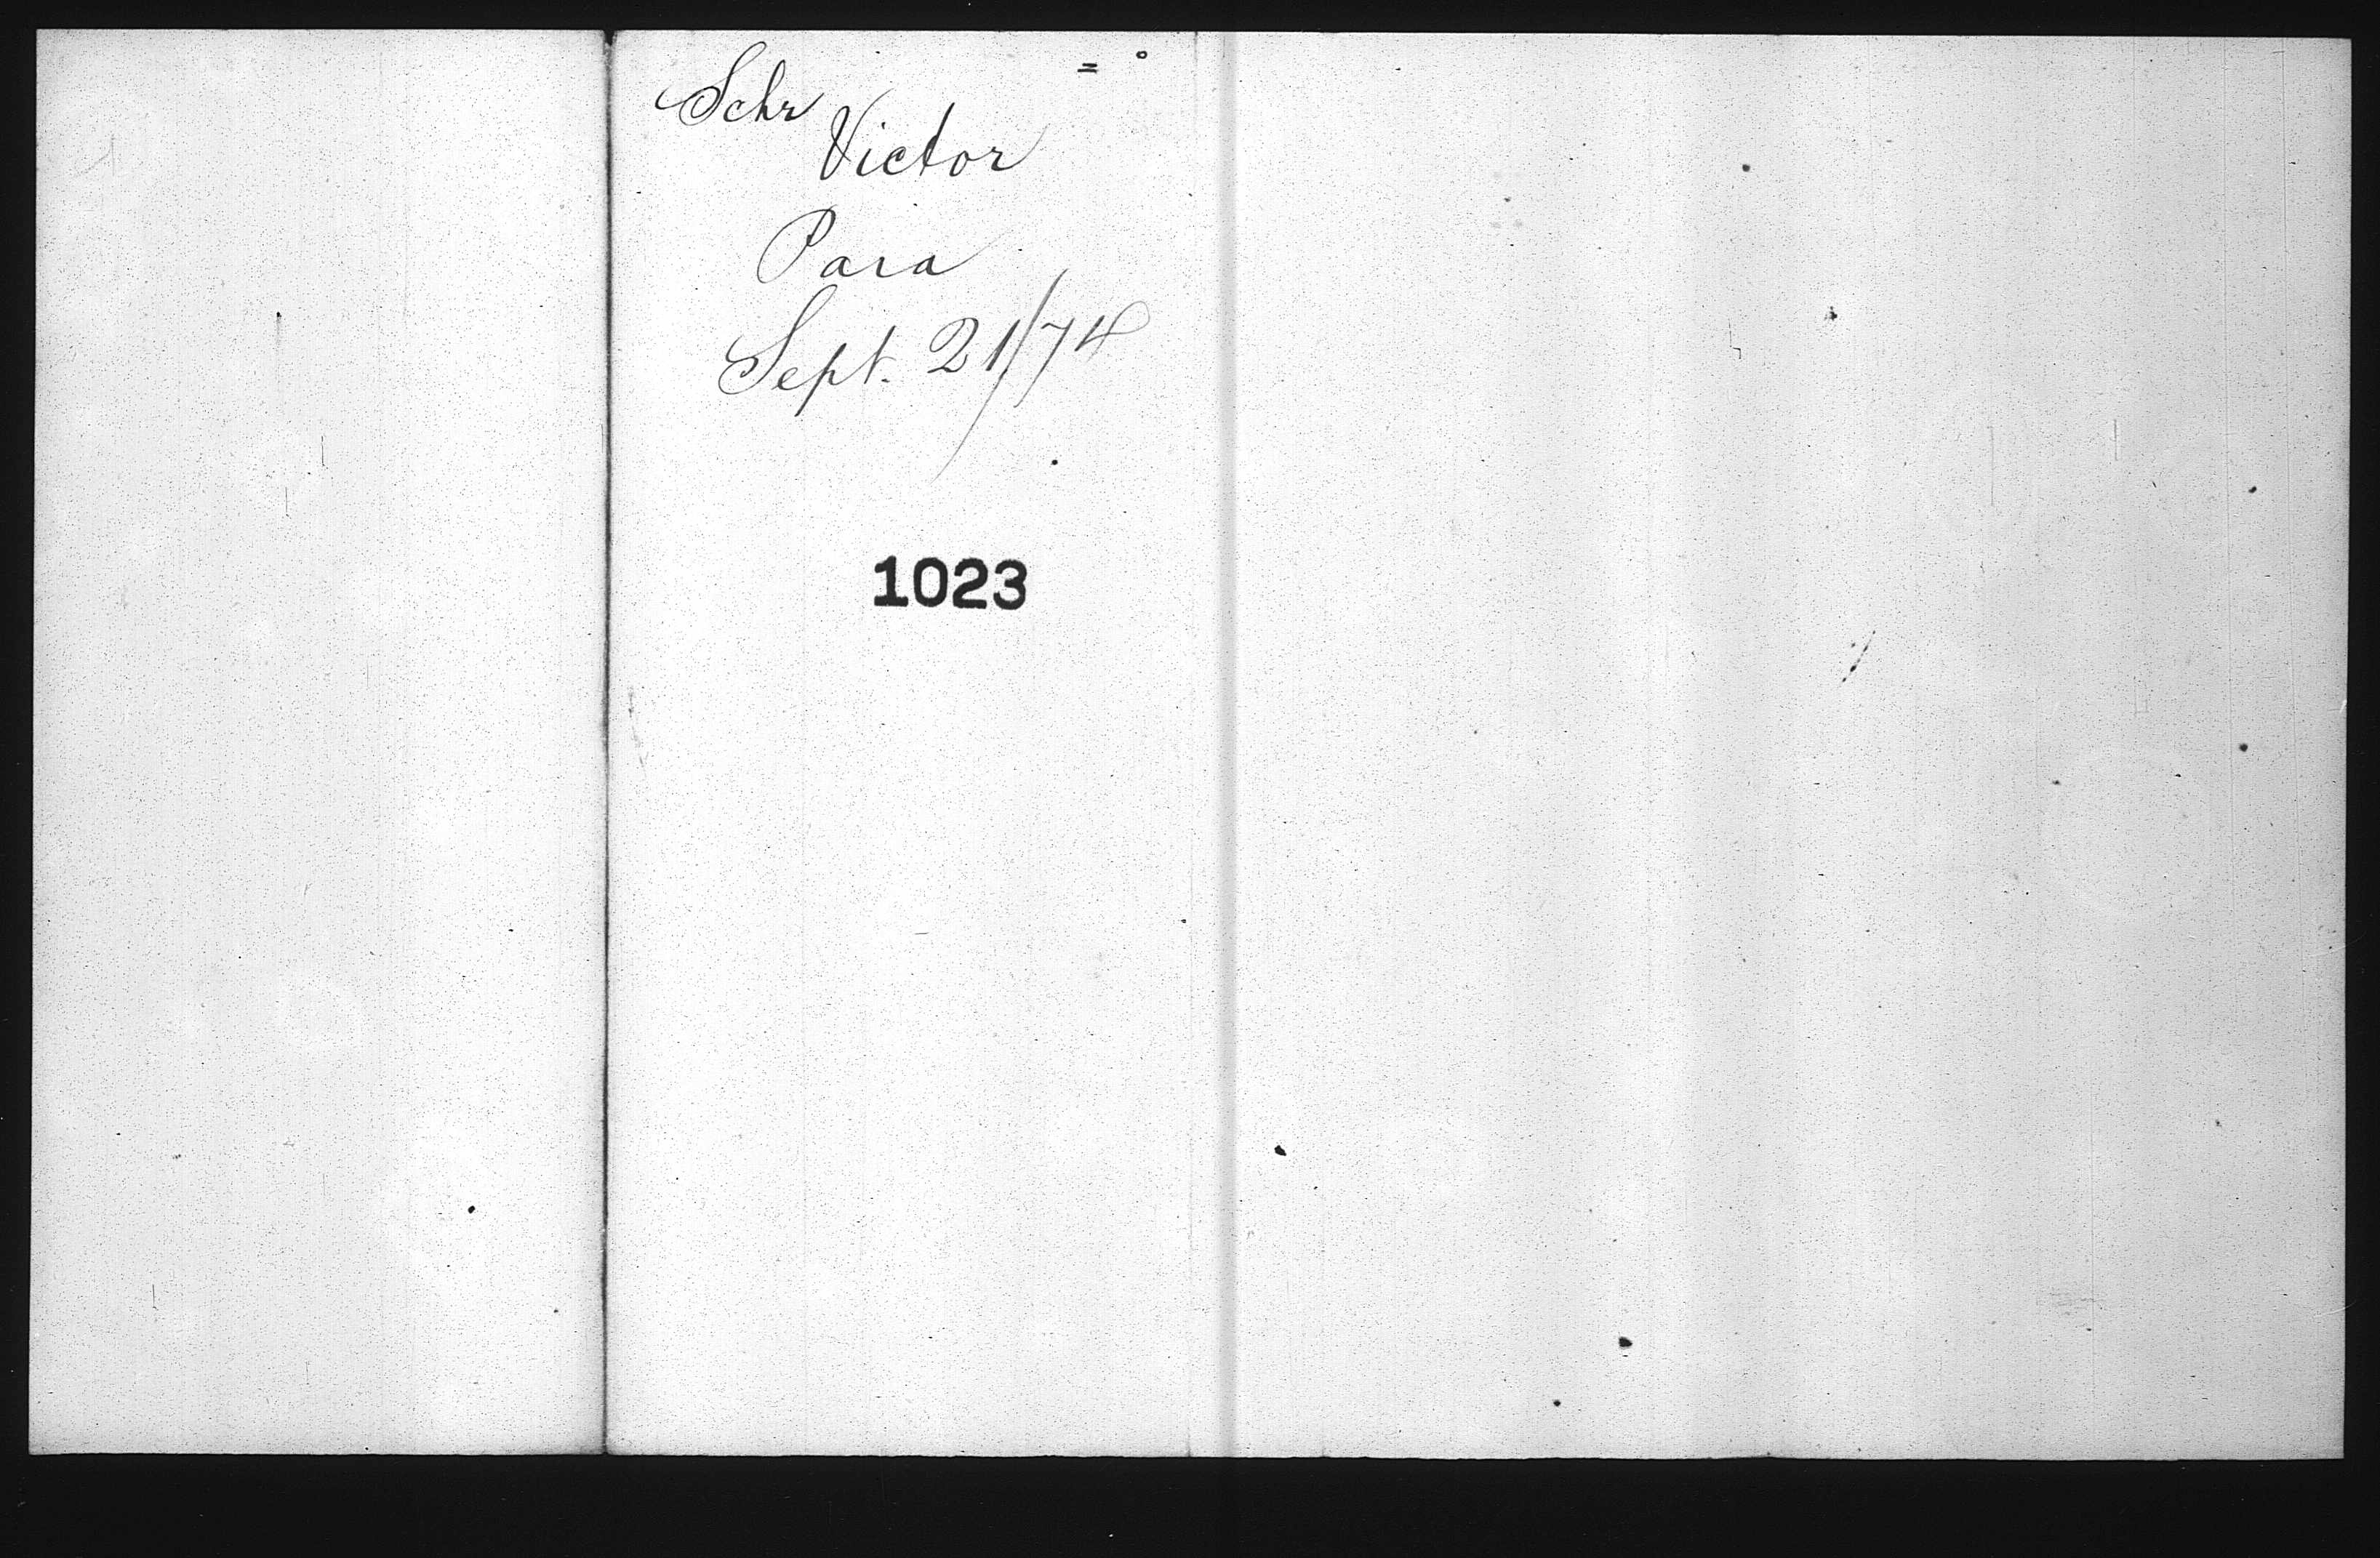 Schr
Victor
Para
Sept. 21/74
1023